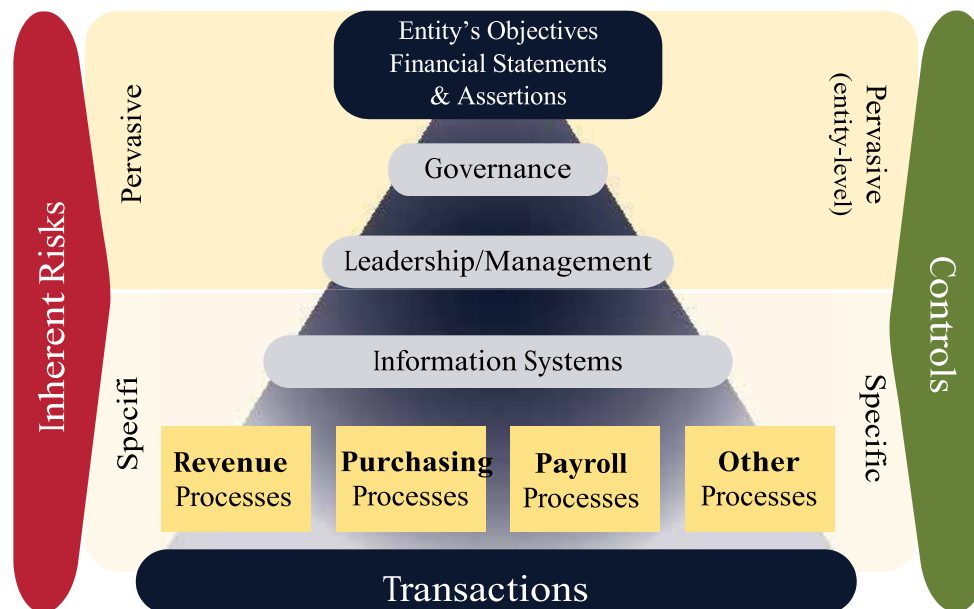 Entity's Objectives
Financial Statements
& Assertions
Pervasive
Pervasive
(entity-level)
Governance
Leadership/Management
Inherent Risks
Controls
Information Systems
Specifi
Specific
Revenue
Processes
Purchasing
Processes
Payroll
Processes
Other
Processes
Transactions